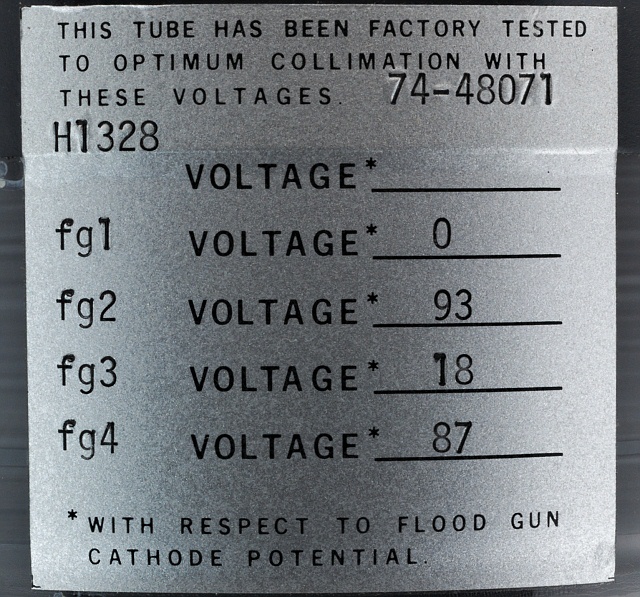 THIS TUBE HAS BEEN FACTORY TESTED
TO OPTIMUM COLLIMATION WITH
THESE VOLTAGES. 74-48071
H1328
VOLTAGE*
fg1 VOLTAGE* 0
fg2 VOLTAGE* 93
fg3 VOLTAGE* 18
fg4 VOLTAGE* 87
*WITH RESPECT TO FLOOD GUN
CATHODE POTENTIAL.